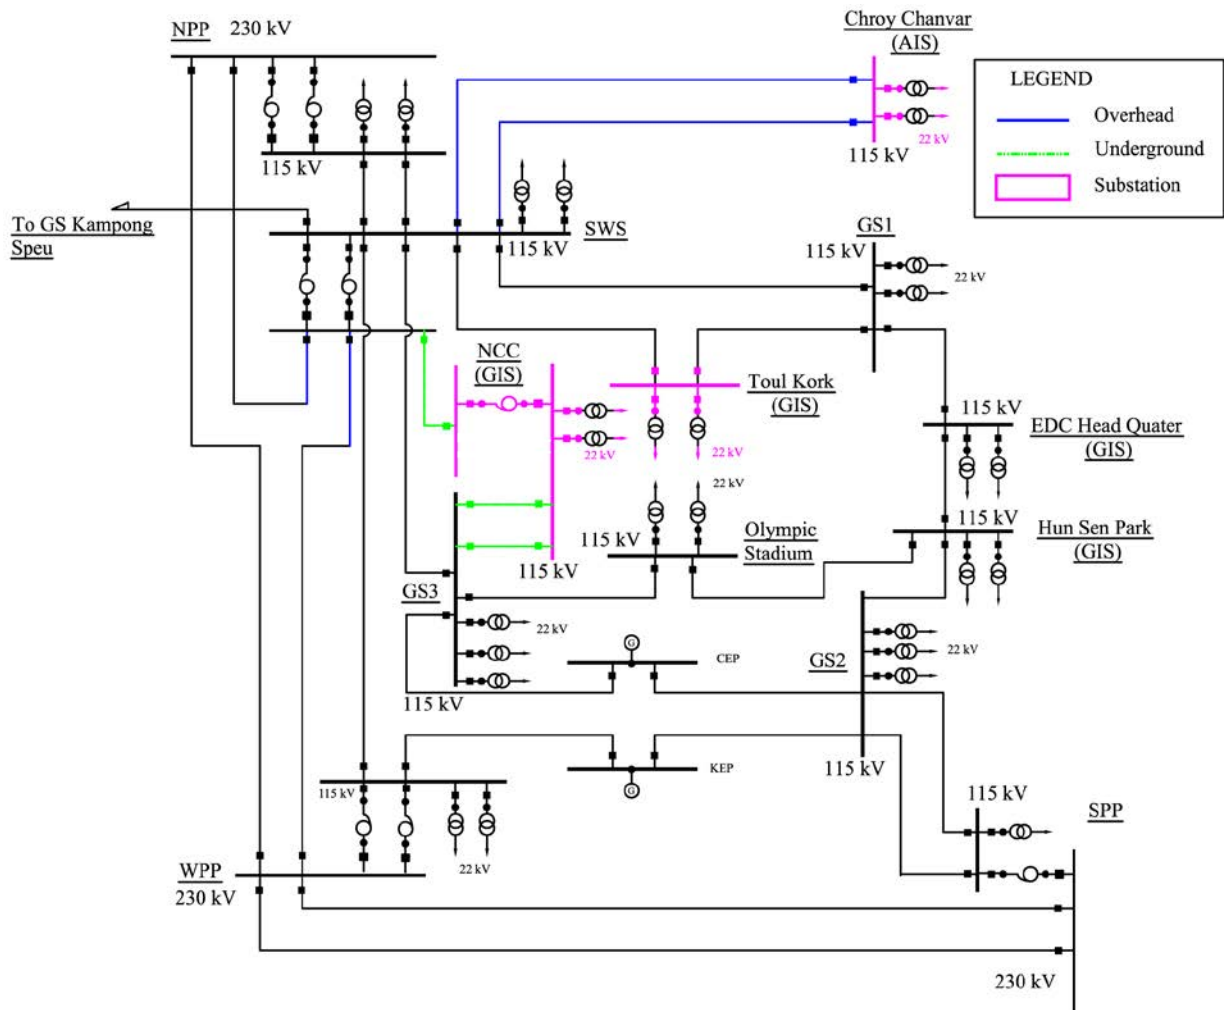 NPP 230 kV
Chroy Chanvar
(AIS)
LEGEND
Overhead
Underground
Substation
22 kV
115 kV
115 kV
To GS Kampong
Speu
115 kV
SWS
GS1
115 kV
22 kV
NCC
(GIS)
Toul Kork
(GIS)
22 kV
22 kV
22 kV
115 kV
EDC Head Quater
(GIS)
115 kV
Hun Sen Park
(GIS)
115 kV
Olympic
Stadium
115 kV
GS3
22 kV
115 kV
G
CEP
GS2
22 kV
KEP
G
115 kV
115 kV
22 kV
WPP
230 kV
115 kV
SPP
230 kV